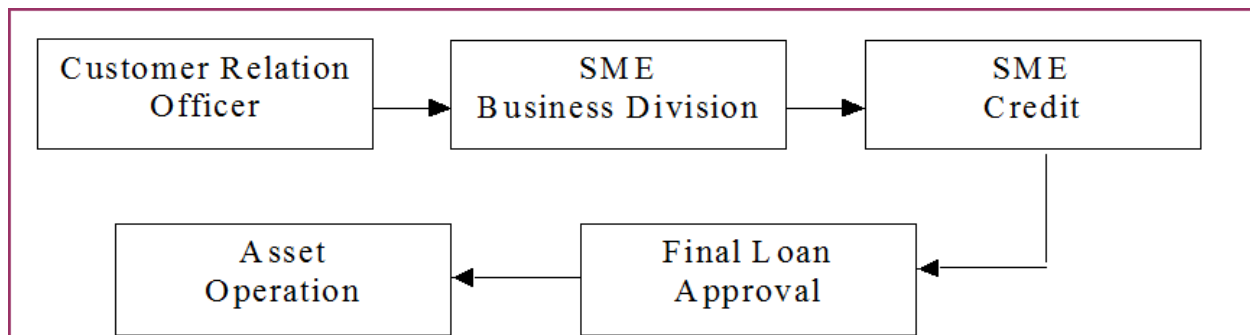 Customer Relation
Officer
SME
Business Division
SME
Credit
Final Loan
Approval
Asset
Operation